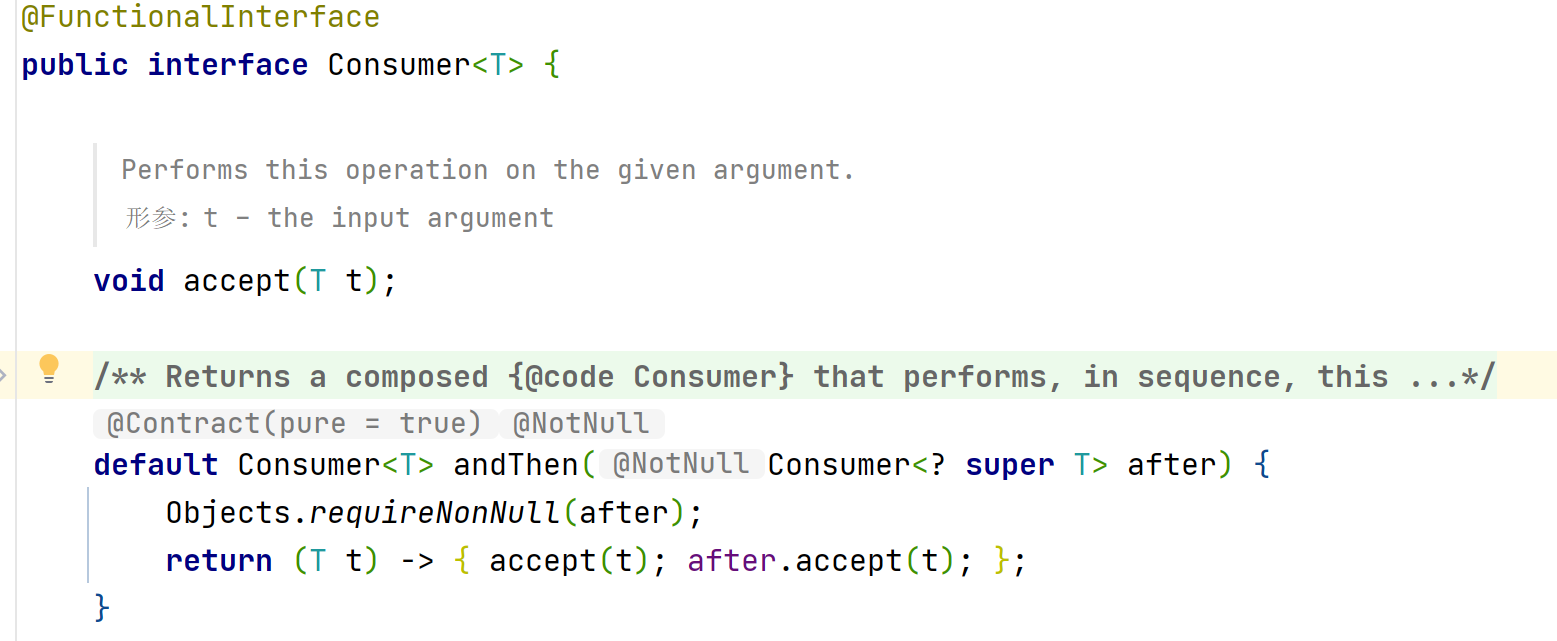 @FunctionalInterface
public interface Consumer<T> {
Performs this operation on the given argument.
形参: t – the input argument
void accept(T t);
/** Returns a composed {@code Consumer} that performs, in sequence, this ...*/
@Contract(pure = true) @NotNull
default Consumer<T> andThen( @NotNull Consumer<? super T> after) {
Objects.requireNonNull(after);
return (T t) -> { accept(t); after.accept(t); };
}